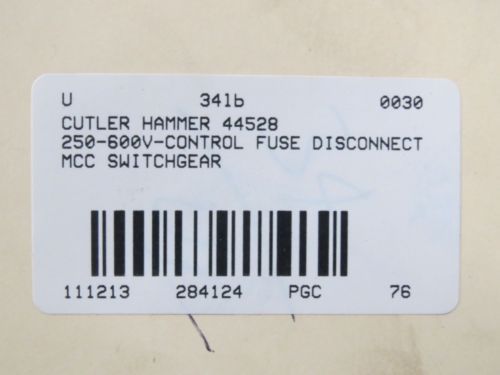 U 341b 0030
CUTLER HAMMER 44528
250-600V-CONTROL FUSE DISCONNECT
MCC SWITCHGEAR
111213 284124 PGC 76